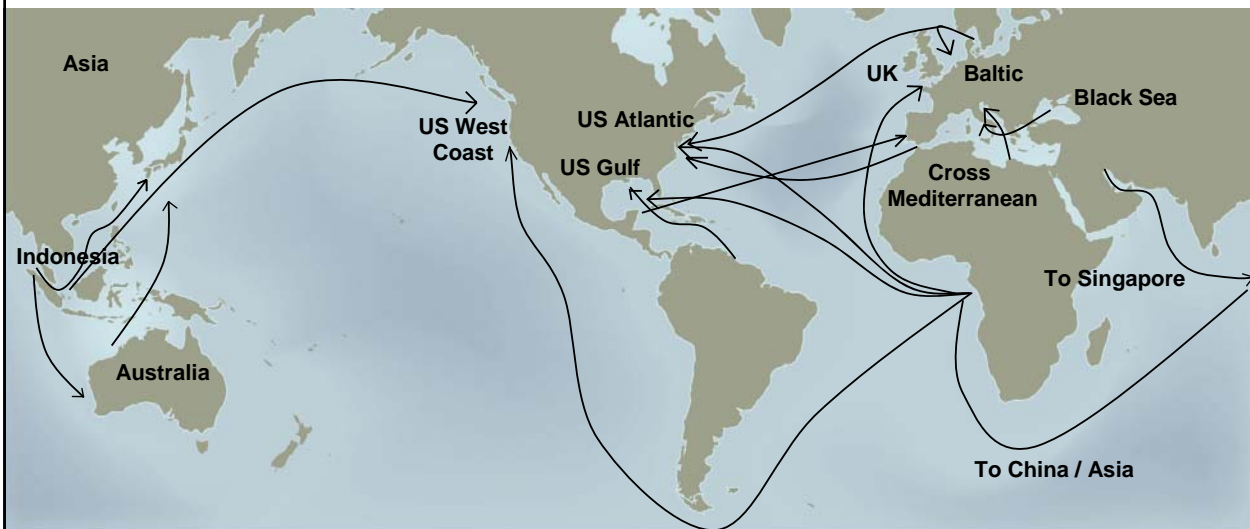 Asia
UK
Baltic
Black Sea
US Atlantic
US West
Coast
US Gulf
Cross
Mediterranean
Indonesia
To Singapore
Australia
To China / Asia